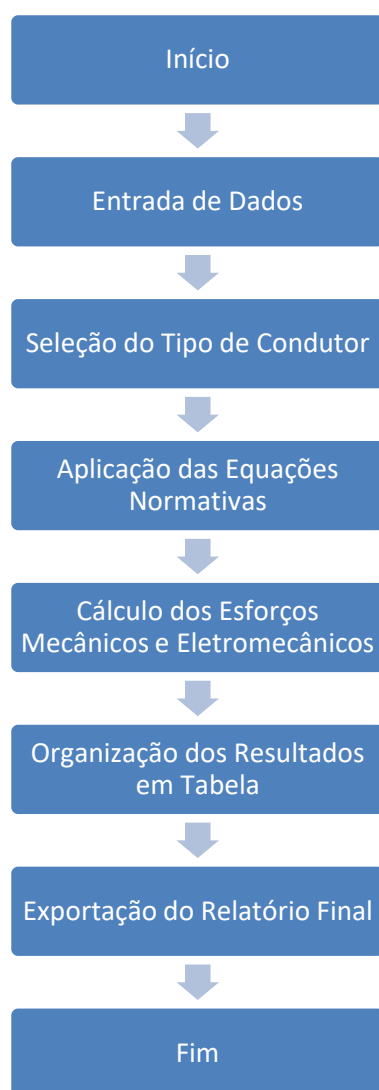 Início
Entrada de Dados
Seleção do Tipo de Condutor
Aplicação das Equações
Normativas
Cálculo dos Esforços
Mecânicos e Eletromecânicos
Organização dos Resultados
em Tabela
Exportação do Relatório Final
Fim